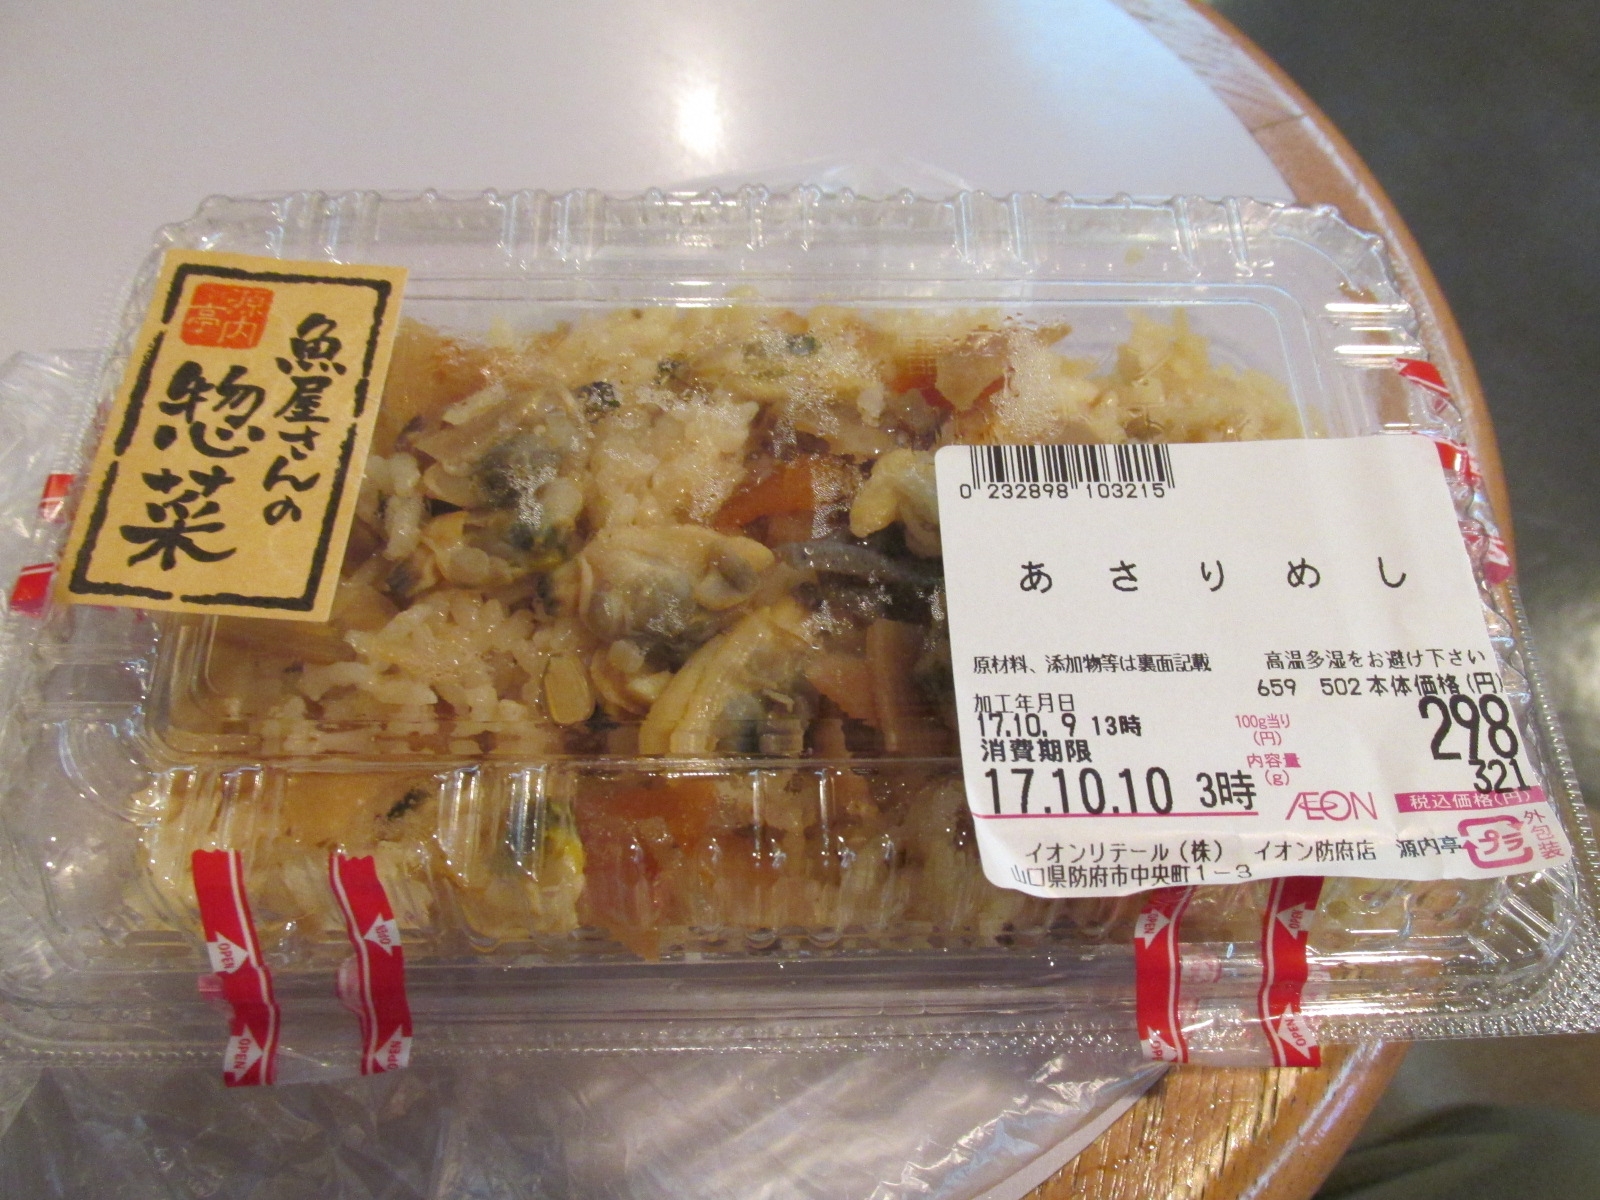 源内亭
魚屋さんの
惣菜
0 232898 103215
あさりめし
原材料、添加物等は裏面記載
高温多湿をお避け下さい
659 502 本体価格(円)
加工年月日
17.10. 9 13時
100g当り(円)
298
消費期限
内容量(g)
321
17.10.10 3時
AEON
税込価格(円)
イオンリテール(株) イオン防府店 源内亭
山口県防府市中央町1-3
プラ
外包装
OPEN
OPEN
OPEN
OPEN
OPEN
OPEN
OPEN